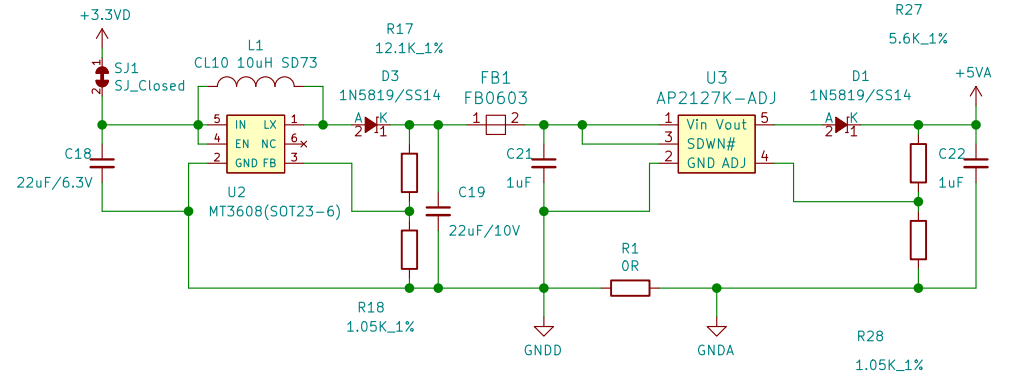 +3.3VD
R17
12.1K_1%
R27
5.6K_1%
L1
CL10 10uH SD73
1
SJ1
SJ_Closed
2
D3
1N5819/SS14
FB1
FB0603
U3
AP2127K-ADJ
D1
1N5819/SS14
+5VA
5 IN LX 1
4 EN NC 6
2 GND FB 3
A K
2 1
1 2
1 Vin Vout 5
3 SDWN#
2 GND ADJ 4
A K
2 1
C18
22uF/6.3V
U2
MT3608(SOT23-6)
C19
22uF/10V
C21
1uF
C22
1uF
R1
0R
R18
1.05K_1%
GNDD
GNDA
R28
1.05K_1%